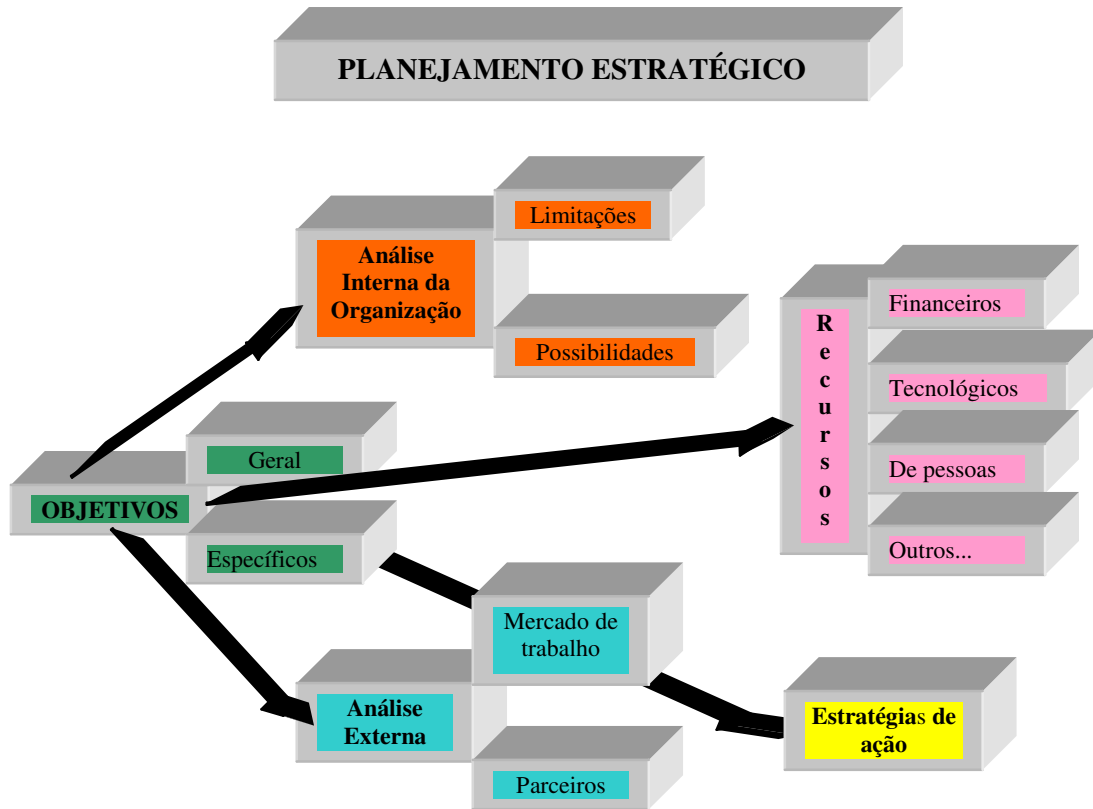 PLANEJAMENTO ESTRATÉGICO
Limitações
Análise
Interna da
Organização
Possibilidades
Financeiros
R
e
c
u
r
s
o
s
Tecnológicos
De pessoas
Outros...
Geral
OBJETIVOS
Específicos
Mercado de
trabalho
Análise
Externa
Parceiros
Estratégias de
ação